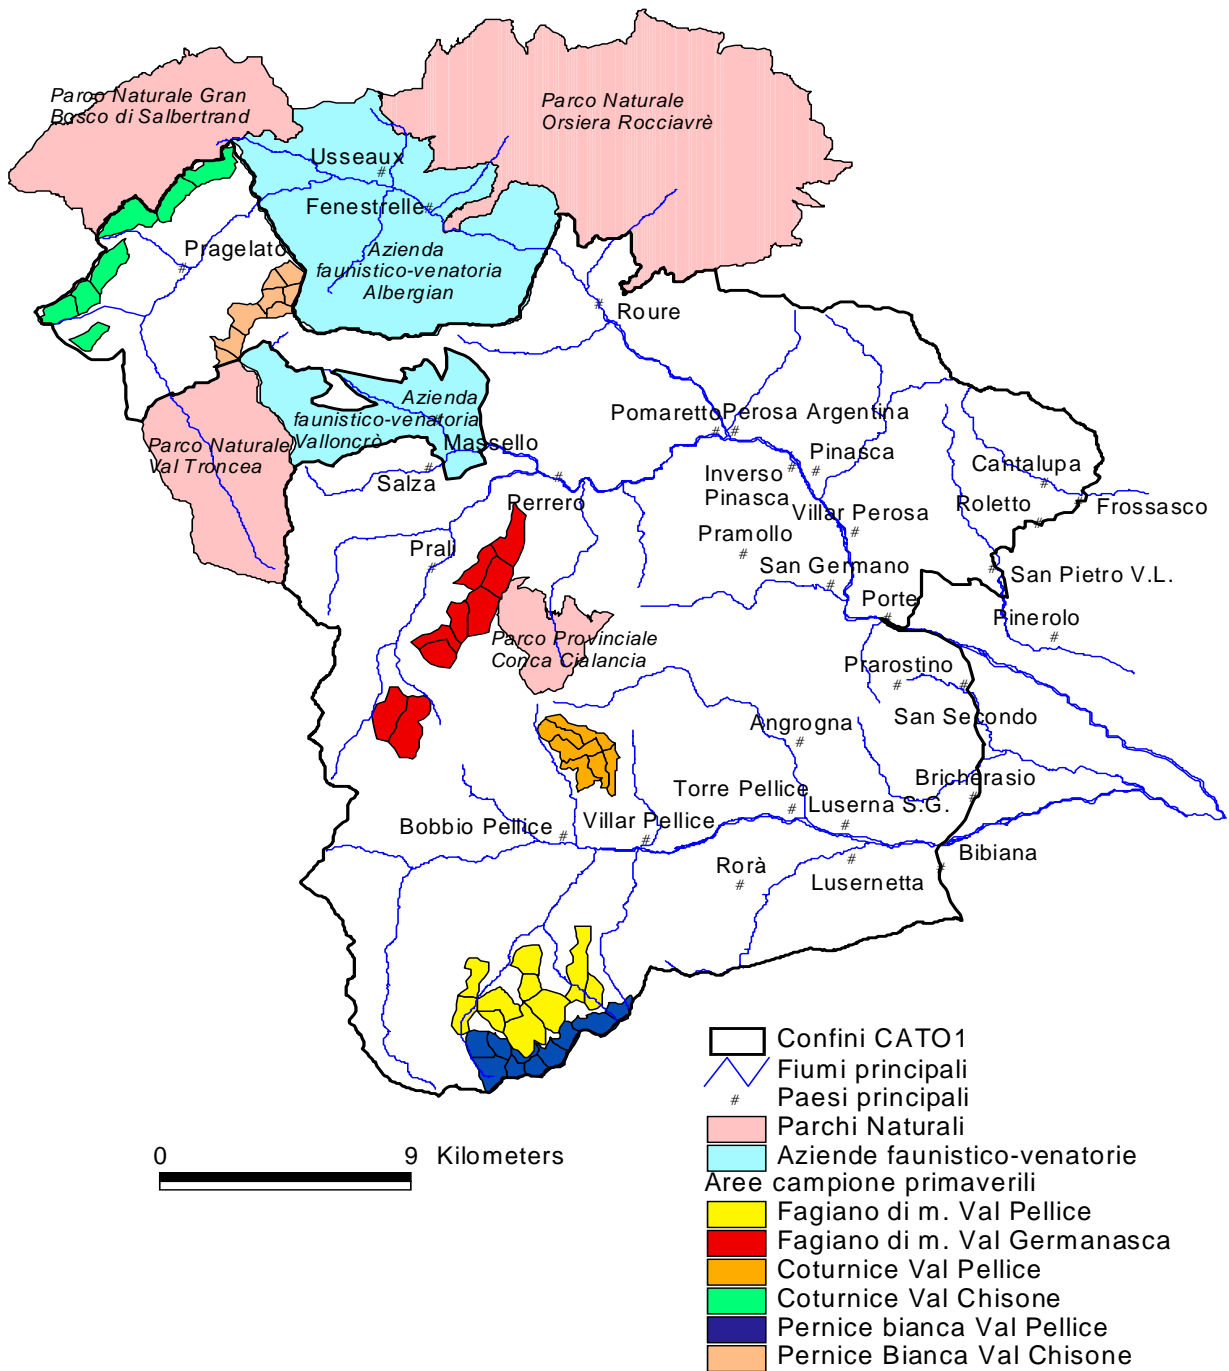 Parco Naturale Gran
Bosco di Salbertrand
Parco Naturale
Orsiera Rocciavrè
Usseaux
#
Fenestrelle
#
Azienda
faunistico-venatoria
Albergian
Pragelato
#
#
Roure
Azienda
faunistico-venatoria
Valloncrò
Parco Naturale
Val Troncea
Massello
#
Salza
#
Perrero
Pomaretto
#
Perosa Argentina
#
Inverso
Pinasca
#
Pinasca
#
Cantalupa
#
Roletto
#
#
Frossasco
Villar Perosa
#
Pramollo
#
Prali
#
San Germano
#
#
San Pietro V.L.
Porte
#
Pinerolo
#
Parco Provinciale
Conca Cialancia
Prarostino
#
#
San Secondo
Angrogna
#
Bricherasio
#
Torre Pellice
#
Luserna S.G.
#
Bobbio Pellice
#
Villar Pellice
#
Rorà
#
#
Lusernetta
#
Bibiana
Confini CATO1
Fiumi principali
#
Paesi principali
Parchi Naturali
Aziende faunistico-venatorie
Aree campione primaverili
Fagiano di m. Val Pellice
Fagiano di m. Val Germanasca
Coturnice Val Pellice
Coturnice Val Chisone
Pernice bianca Val Pellice
Pernice Bianca Val Chisone
0 9 Kilometers